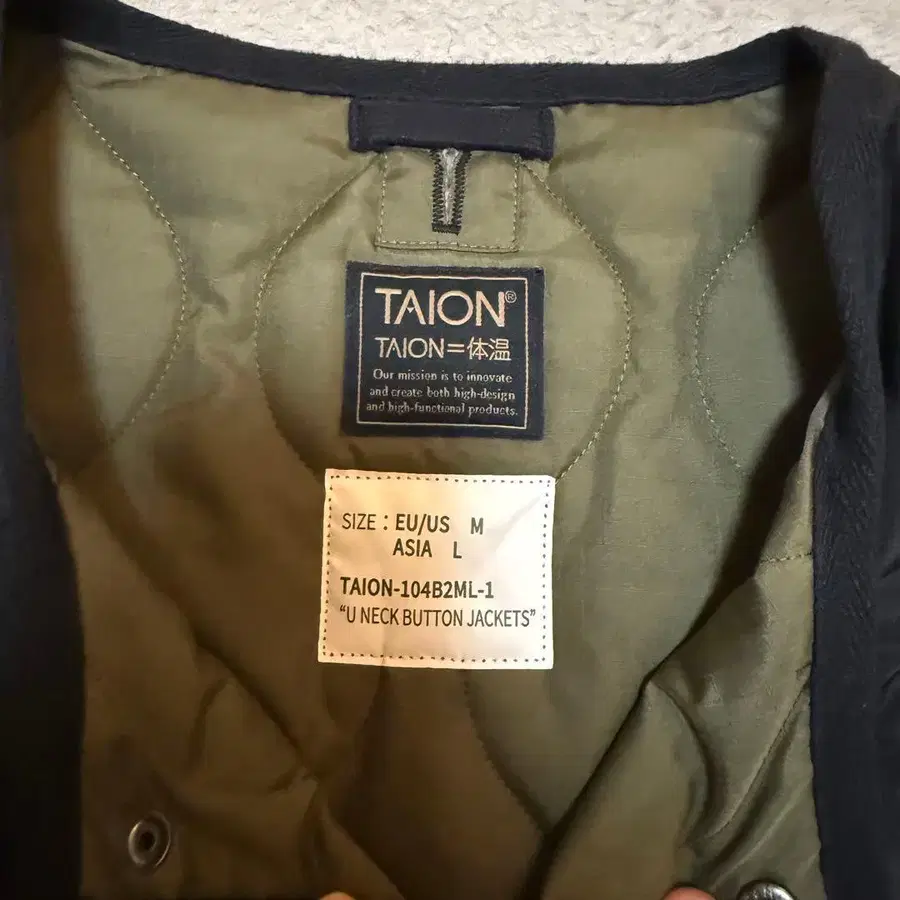 TAION®
TAION=体温
Our mission is to innovate
and create both high-design
and high-functional products.
SIZE : EU/US M
ASIA L
TAION-104B2ML-1
“U NECK BUTTON JACKETS”